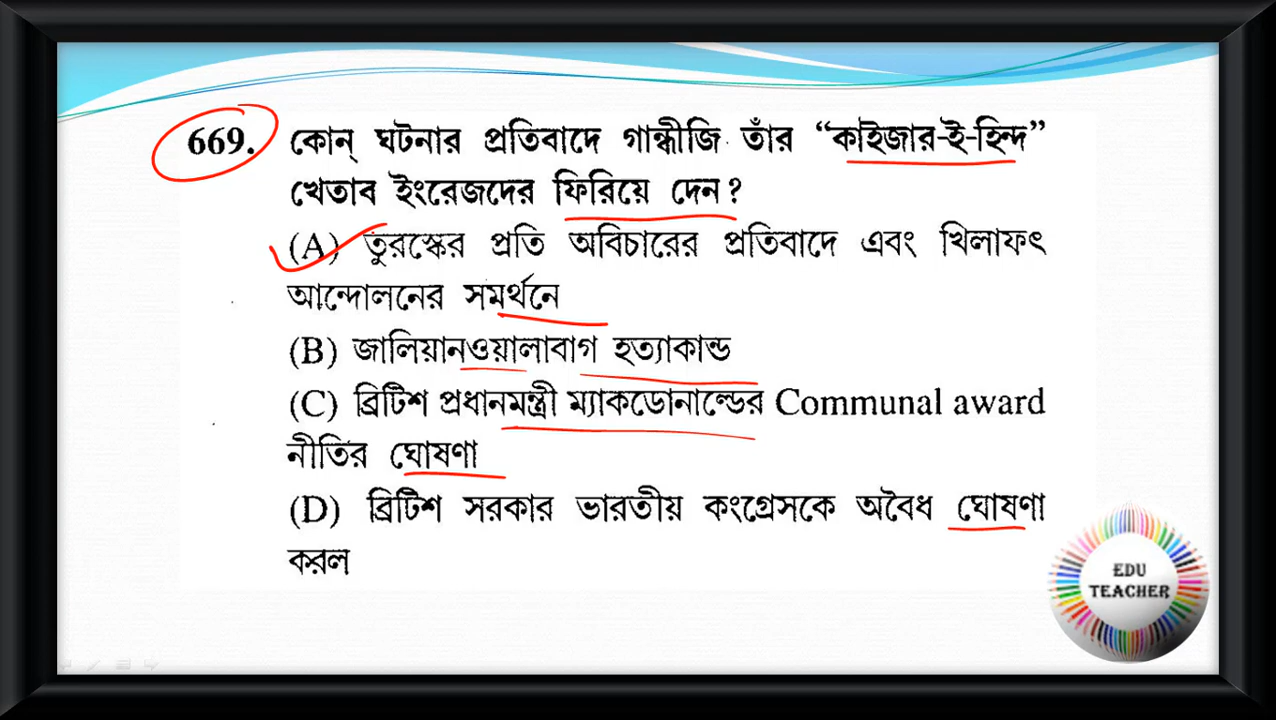 669. কোন্ ঘটনার প্রতিবাদে গান্ধীজি তাঁর “কাইজার-ই-হিন্দ”
খেতাব ইংরেজদের ফিরিয়ে দেন?
(A) তুরস্কের প্রতি অবিচারের প্রতিবাদে এবং খিলাফৎ
আন্দোলনের সমর্থনে
(B) জালিয়ানওয়ালাবাগ হত্যাকান্ড
(C) ব্রিটিশ প্রধানমন্ত্রী ম্যাকডোনাল্ডের Communal award
নীতির ঘোষণা
(D) ব্রিটিশ সরকার ভারতীয় কংগ্রেসকে অবৈধ ঘোষণা
করল
EDU
TEACHER